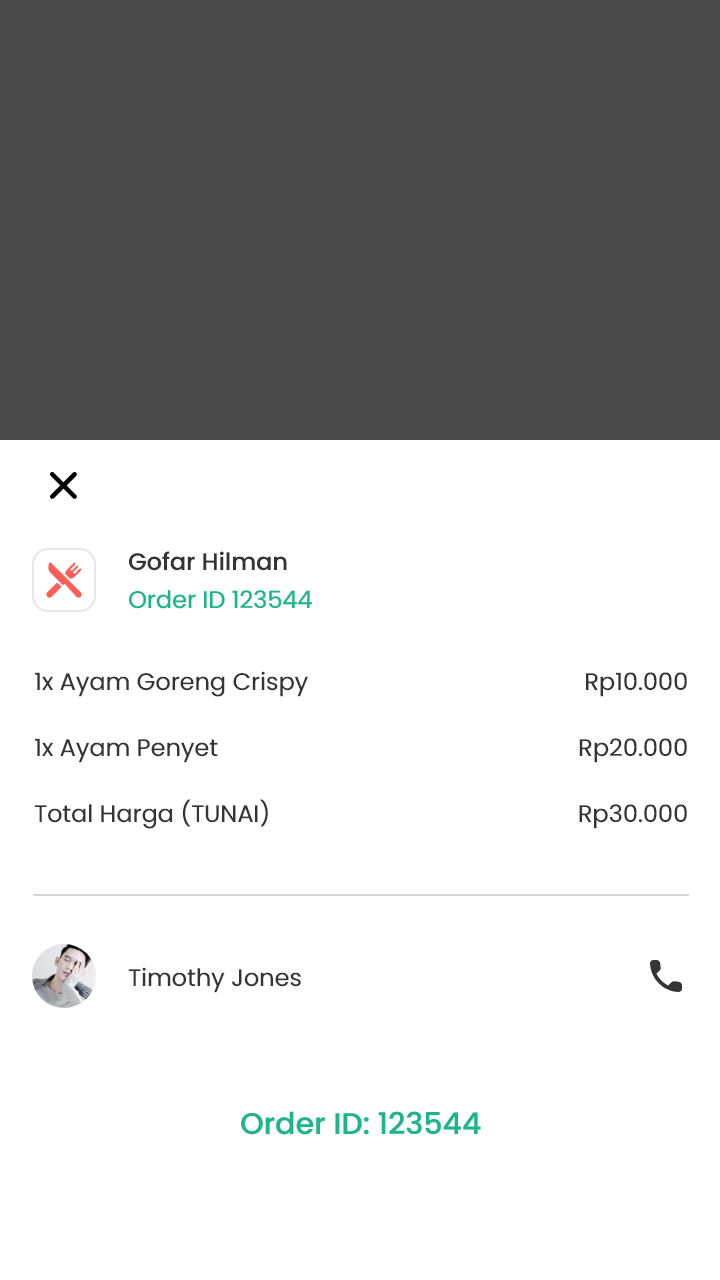 Gofar Hilman
Order ID 123544
1x Ayam Goreng Crispy Rp10.000
1x Ayam Penyet Rp20.000
Total Harga (TUNAI) Rp30.000
Timothy Jones
Order ID: 123544